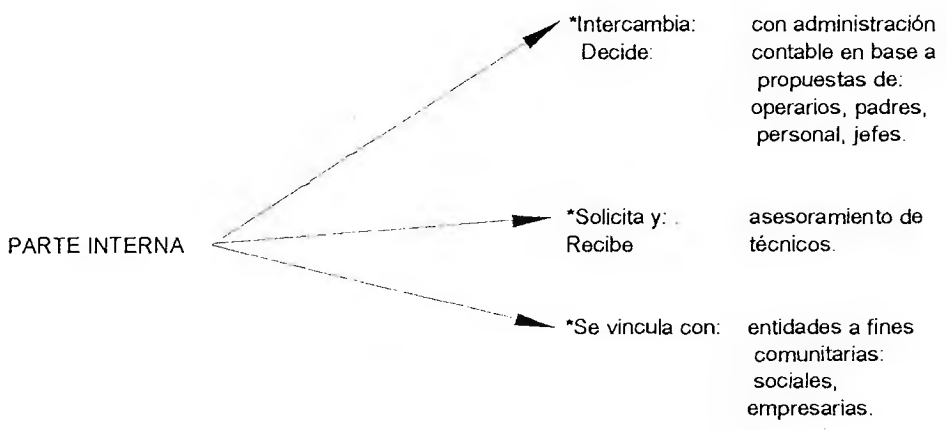 *Intercambia: con administración
Decide: contable en base a
propuestas de:
operarios, padres,
personal, jefes.
*Solicita y: asesoramiento de
PARTE INTERNA Recibe técnicos.
*Se vincula con: entidades a fines
comunitarias:
sociales,
empresarias.